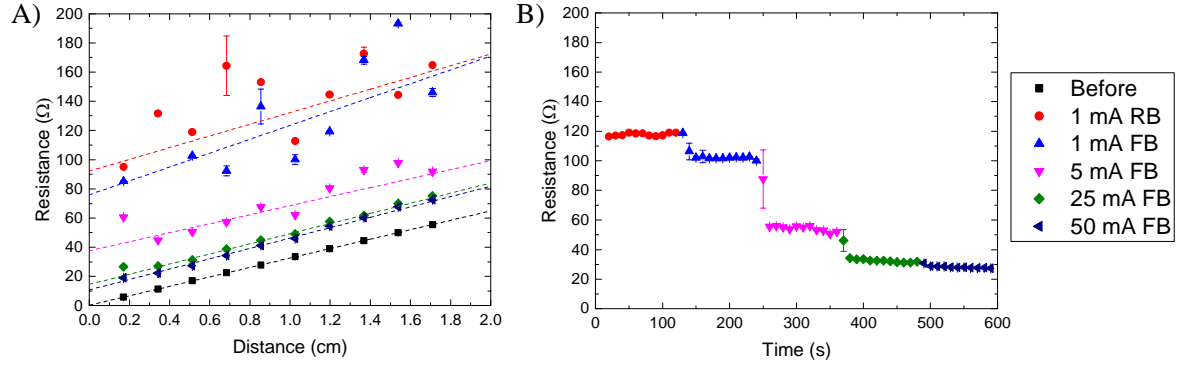 A)
200
180
160
140
120
100
80
60
40
20
0
Resistance (Ω)
0.0 0.2 0.4 0.6 0.8 1.0 1.2 1.4 1.6 1.8 2.0
Distance (cm)
B)
200
180
160
140
120
100
80
60
40
20
0
Resistance (Ω)
0 100 200 300 400 500 600
Time (s)
Before
1 mA RB
1 mA FB
5 mA FB
25 mA FB
50 mA FB